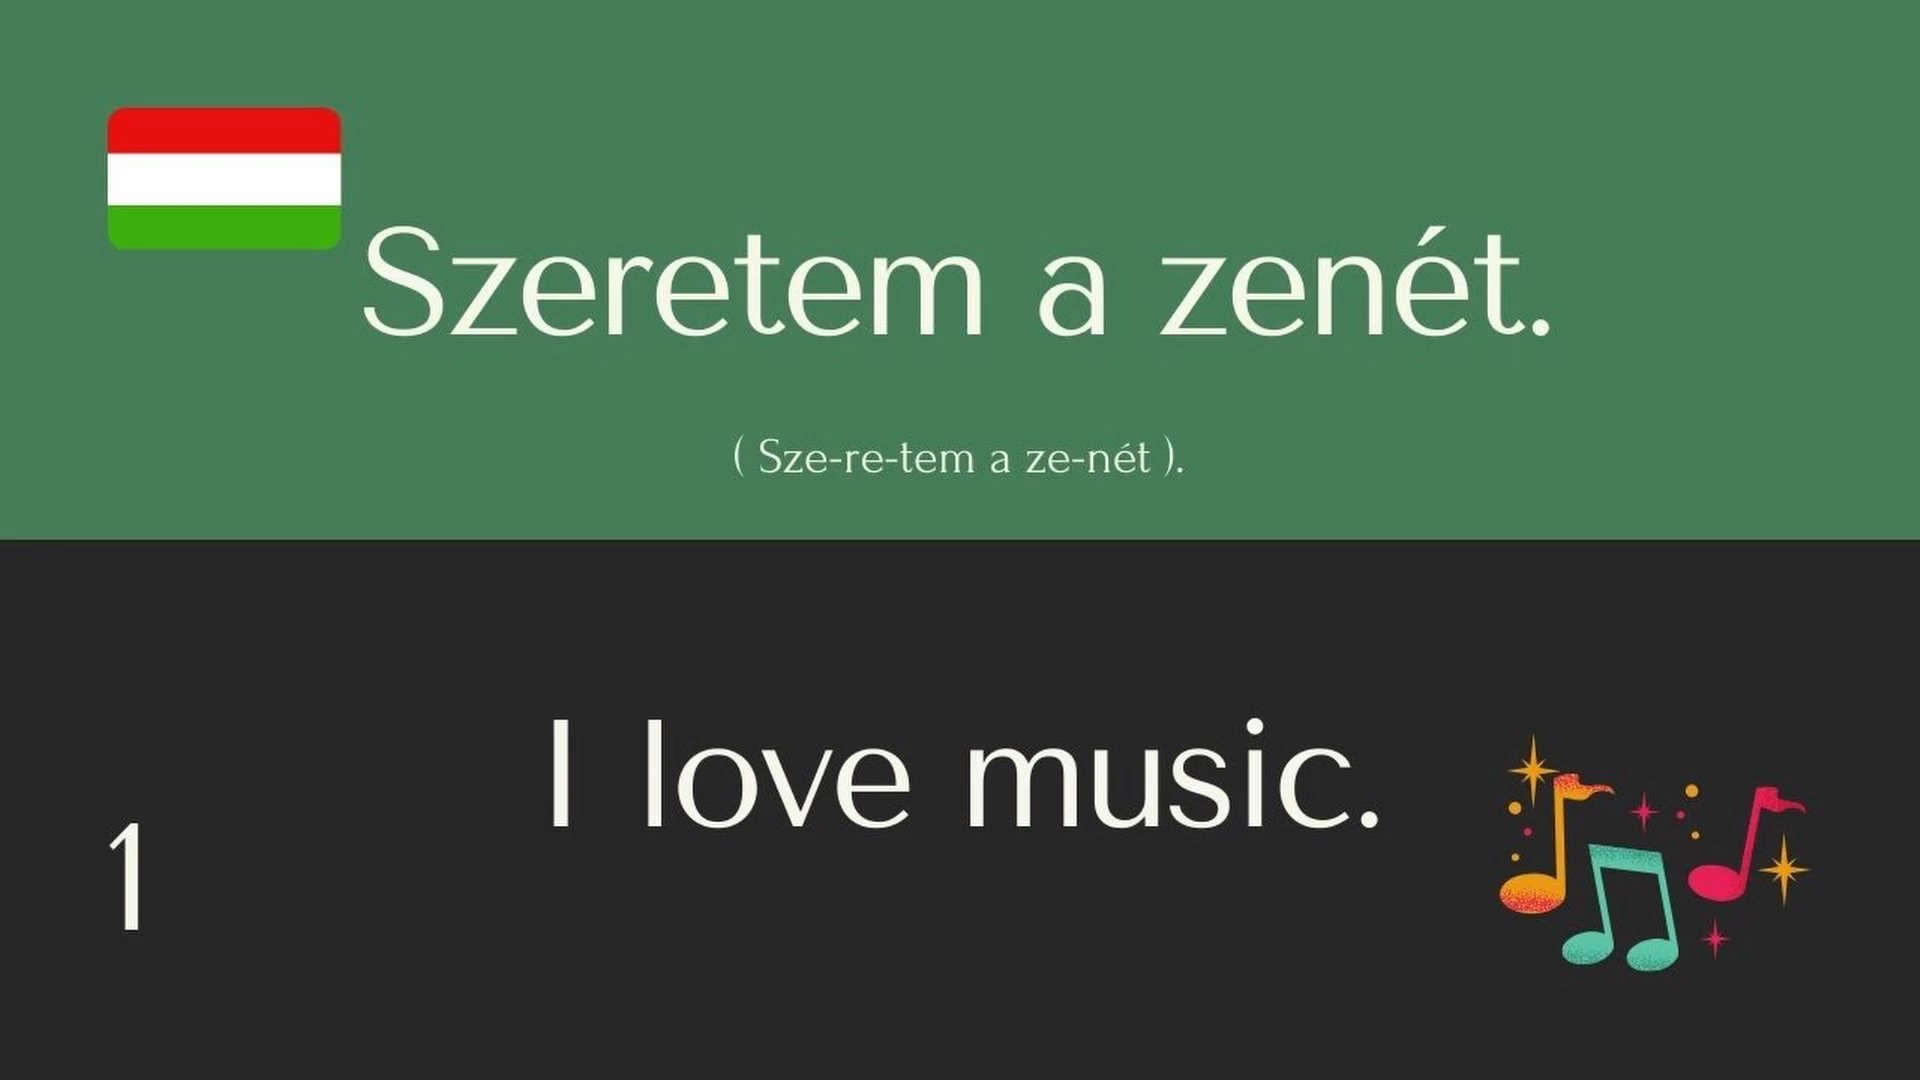 Szeretem a zenét.
( Sze-re-tem a ze-nét ).
I love music.
1